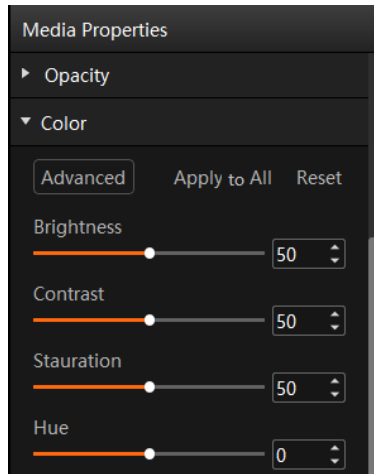 Media Properties
Opacity
Color
Advanced Apply to All Reset
Brightness
50
Contrast
50
Stauration
50
Hue
0